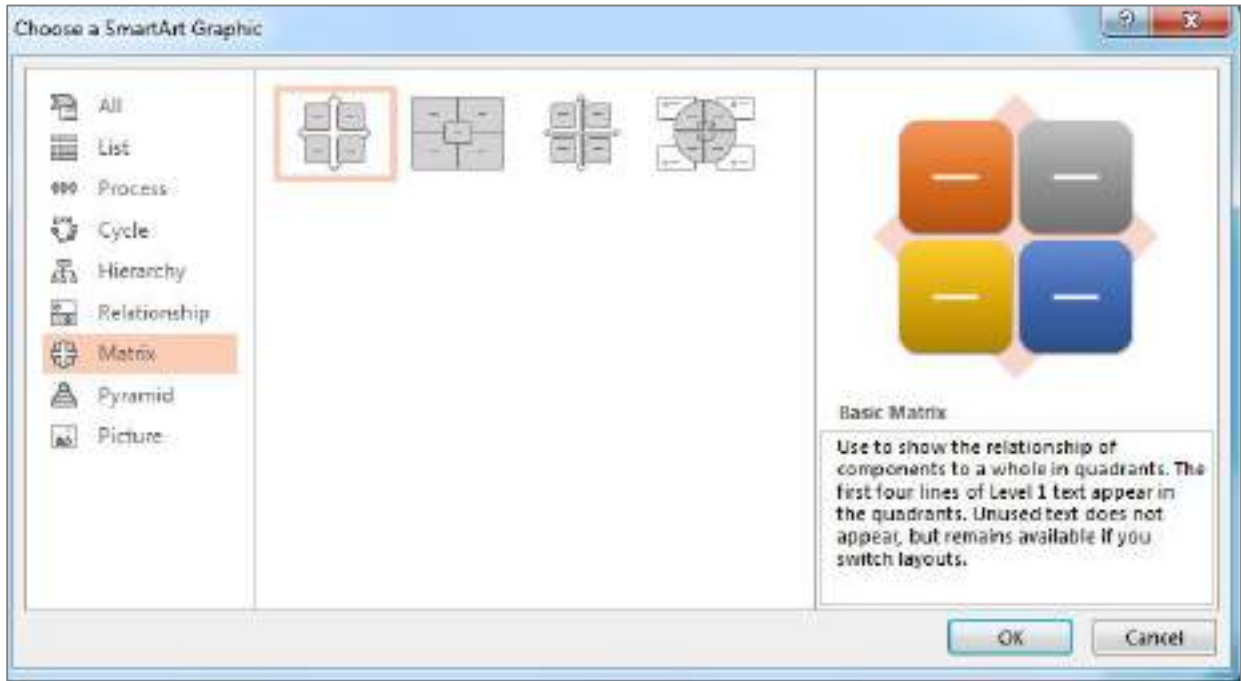 Choose a SmartArt Graphic
All
List
Process
Cycle
Hierarchy
Relationship
Matrix
Pyramid
Picture
Basic Matrix
Use to show the relationship of
components to a whole in quadrants. The
first four lines of Level 1 text appear in
the quadrants. Unused text does not
appear, but remains available if you
switch layouts.
OK
Cancel